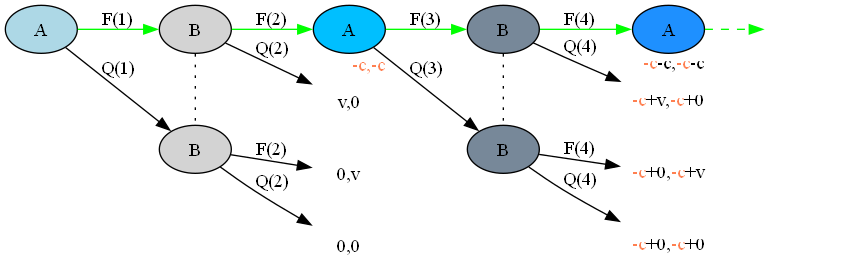 F(1) F(2) F(3) F(4)
A B A B A
Q(2) Q(4)
-c,-c -c-c,-c-c
Q(1) Q(3)
v,0 -c+v,-c+0
B F(2) B F(4)
0,v -c+0,-c+v
Q(2) Q(4)
0,0 -c+0,-c+0